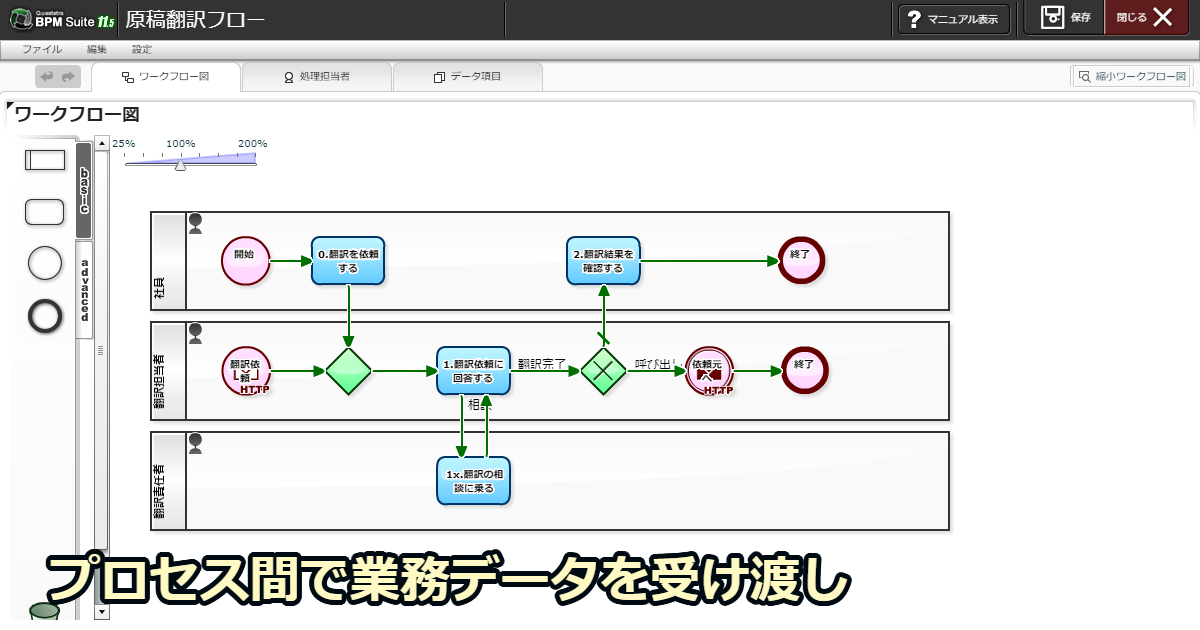 Questetra
BPM Suite 11.5
原稿翻訳フロー
? マニュアル表示
保存
閉じる
ファイル 編集 設定
ワークフロー図
処理担当者
データ項目
縮小ワークフロー図
ワークフロー図
25% 100% 200%
basic
advanced
社員
開始
0.翻訳を依頼
する
2.翻訳結果を
確認する
終了
翻訳担当者
翻訳依
頼
HTTP
1.翻訳依頼に
回答する
翻訳完了
呼び出し
依頼元
HTTP
終了
相談
翻訳責任者
1x.翻訳の相
談に乗る
プロセス間で業務データを受け渡し